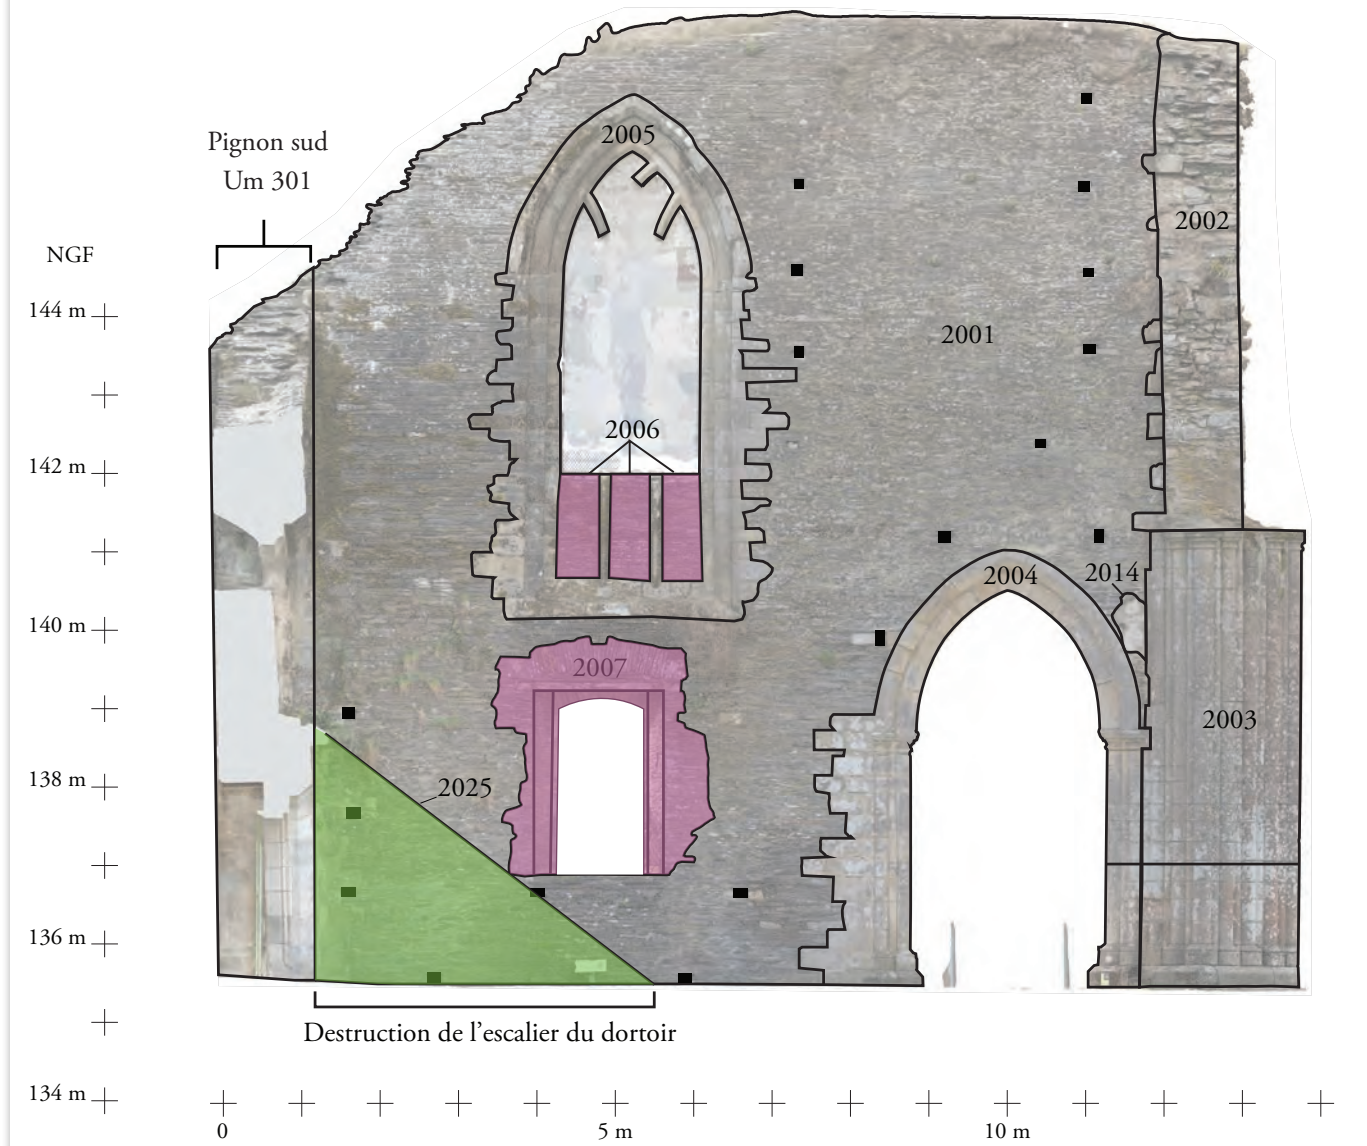 2005
Pignon sud
Um 301
2002
NGF
144 m
2001
2006
142 m
2004
2014
140 m
2007
2003
138 m
2025
136 m
Destruction de l’escalier du dortoir
134 m
0
5 m
10 m